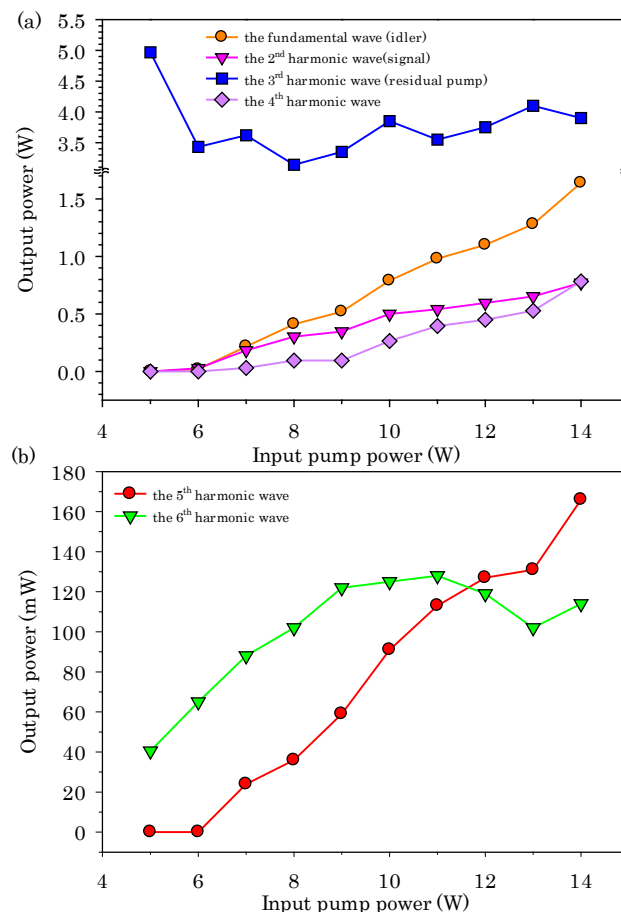 (a)
5.5
5.0
4.5
4.0
3.5
1.5
1.0
0.5
0.0
Output power (W)
the fundamental wave (idler)
the 2nd harmonic wave(signal)
the 3rd harmonic wave (residual pump)
the 4th harmonic wave
4 6 8 10 12 14
Input pump power (W)
(b)
180
160
140
120
100
80
60
40
20
0
Output power (mW)
the 5th harmonic wave
the 6th harmonic wave
4 6 8 10 12 14
Input pump power (W)